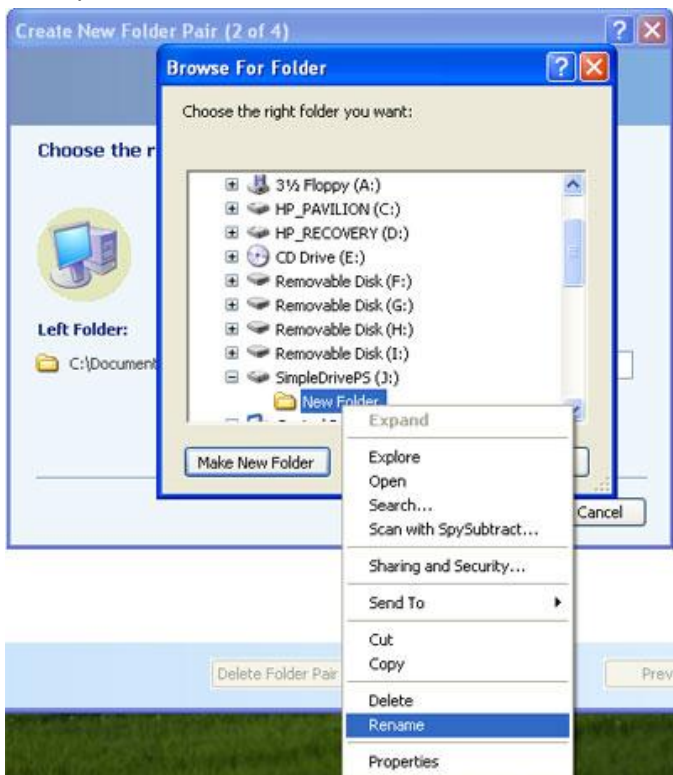 Create New Folder Pair (2 of 4)
Browse For Folder
Choose the right folder you want:
Choose the r
3½ Floppy (A:)
HP_PAVILION (C:)
HP_RECOVERY (D:)
CD Drive (E:)
Removable Disk (F:)
Removable Disk (G:)
Removable Disk (H:)
Removable Disk (I:)
SimpleDrivePS (J:)
New Folder
Left Folder:
C:\Document
Make New Folder
Cancel
Expand
Explore
Open
Search...
Scan with SpySubtract...
Sharing and Security...
Send To
Cut
Copy
Delete
Rename
Properties
Delete Folder Pair
Prev